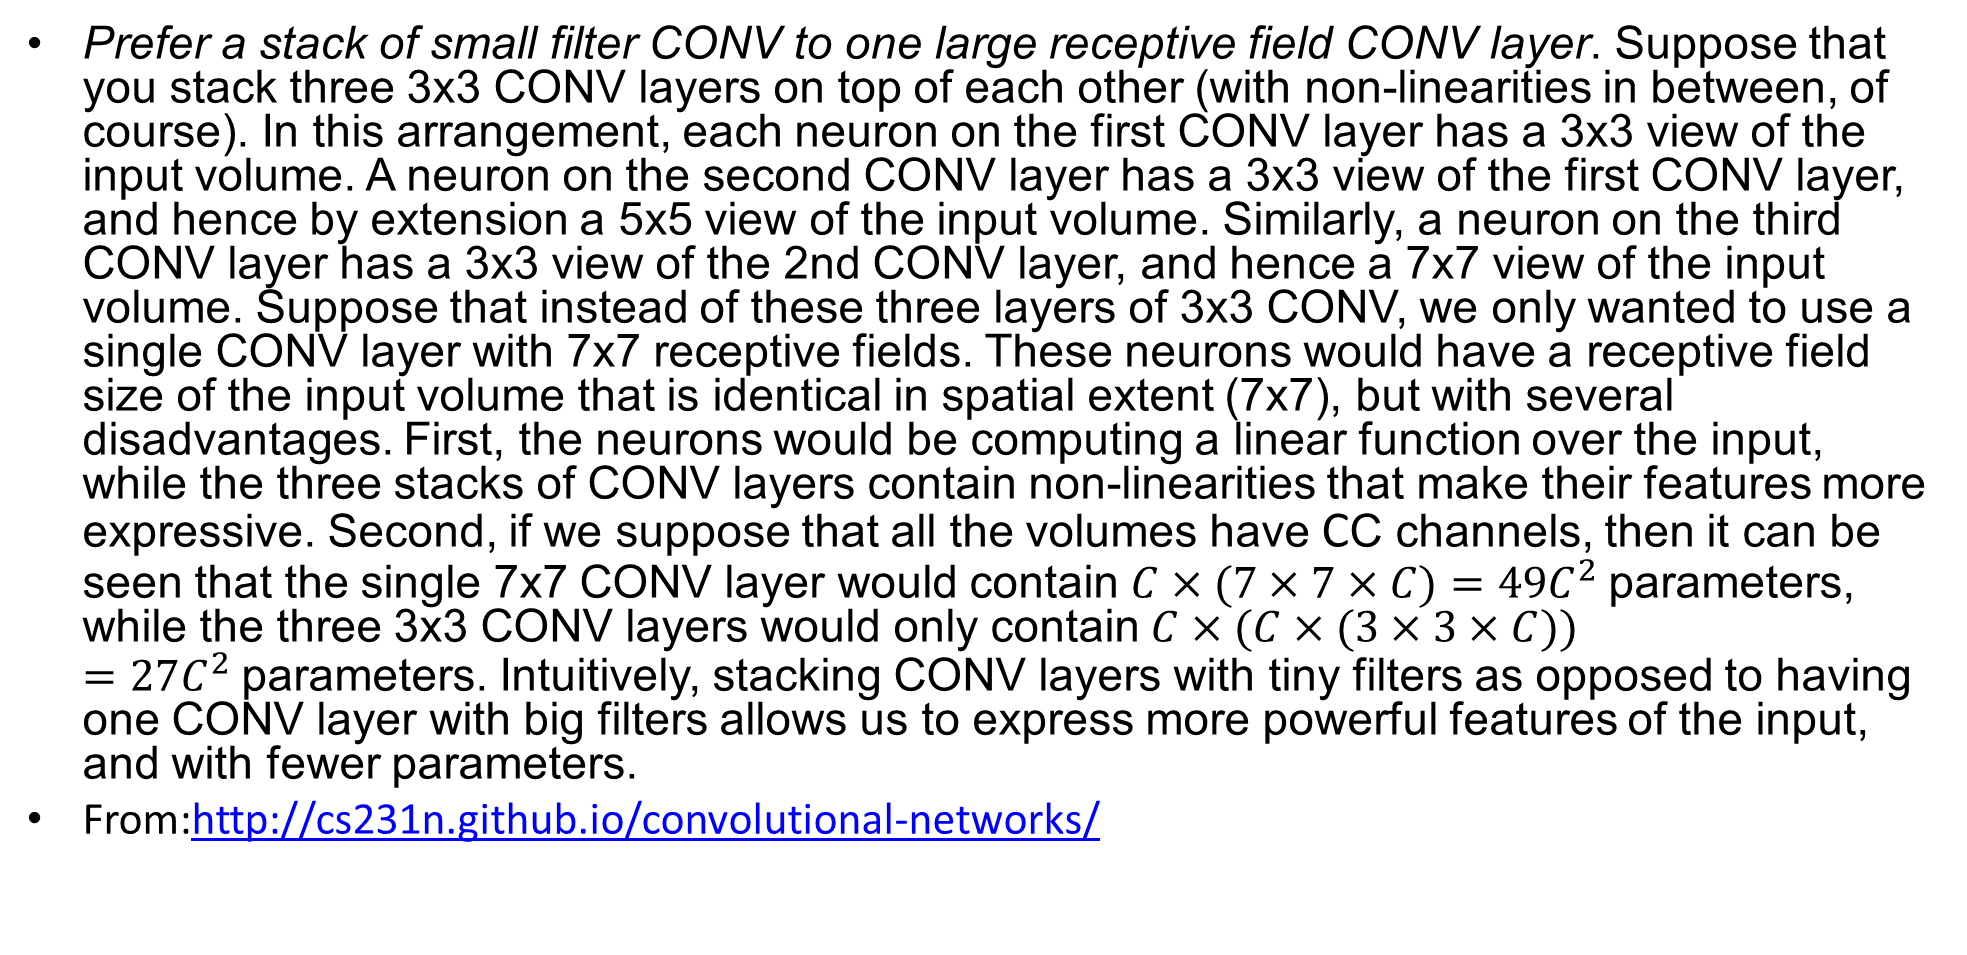 • Prefer a stack of small filter CONV to one large receptive field CONV layer. Suppose that
you stack three 3x3 CONV layers on top of each other (with non-linearities in between, of
course). In this arrangement, each neuron on the first CONV layer has a 3x3 view of the
input volume. A neuron on the second CONV layer has a 3x3 view of the first CONV layer,
and hence by extension a 5x5 view of the input volume. Similarly, a neuron on the third
CONV layer has a 3x3 view of the 2nd CONV layer, and hence a 7x7 view of the input
volume. Suppose that instead of these three layers of 3x3 CONV, we only wanted to use a
single CONV layer with 7x7 receptive fields. These neurons would have a receptive field
size of the input volume that is identical in spatial extent (7x7), but with several
disadvantages. First, the neurons would be computing a linear function over the input,
while the three stacks of CONV layers contain non-linearities that make their features more
expressive. Second, if we suppose that all the volumes have CC channels, then it can be
seen that the single 7x7 CONV layer would contain C × (7 × 7 × C) = 49C² parameters,
while the three 3x3 CONV layers would only contain C × (C × (3 × 3 × C))
= 27C² parameters. Intuitively, stacking CONV layers with tiny filters as opposed to having
one CONV layer with big filters allows us to express more powerful features of the input,
and with fewer parameters.
• From:http://cs231n.github.io/convolutional-networks/